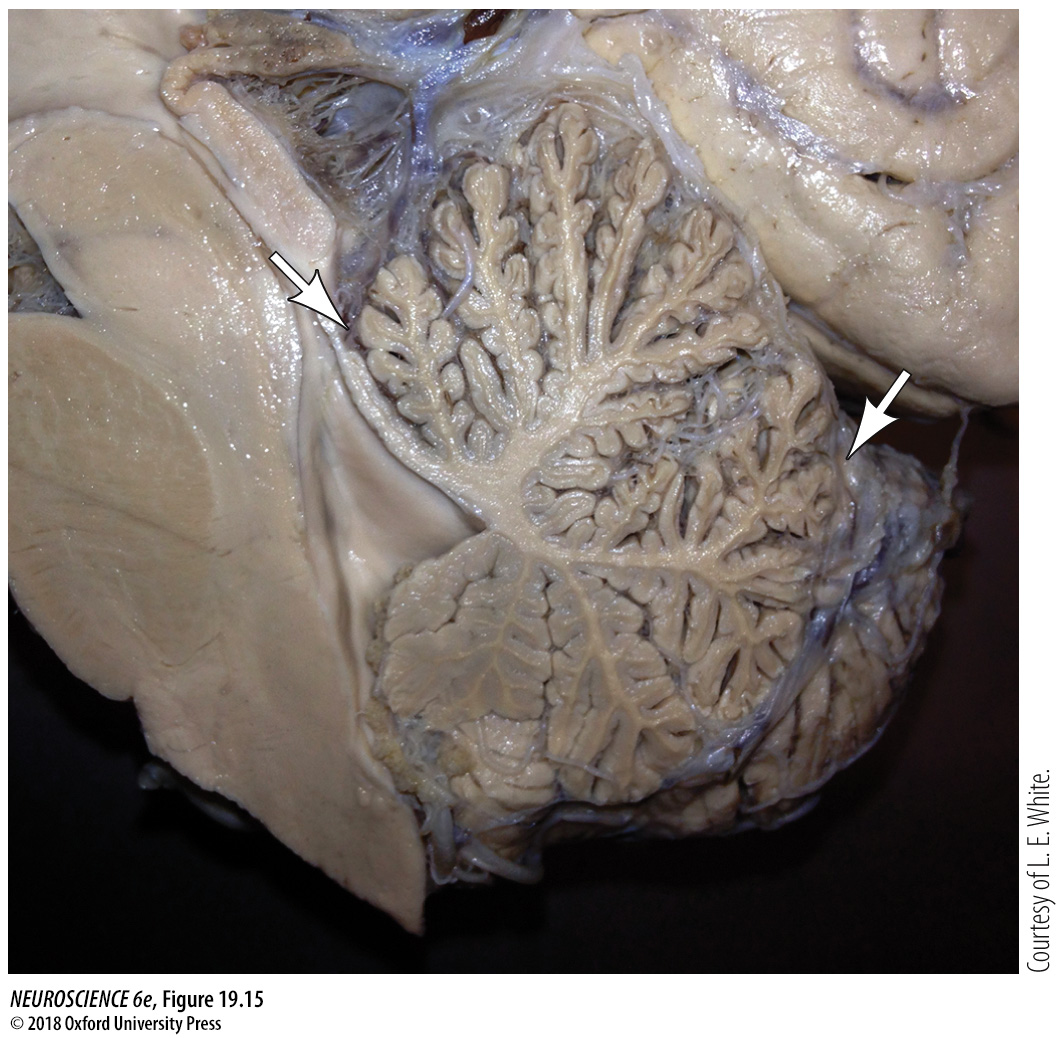 Courtesy of L. E. White.
NEUROSCIENCE 6e, Figure 19.15
© 2018 Oxford University Press